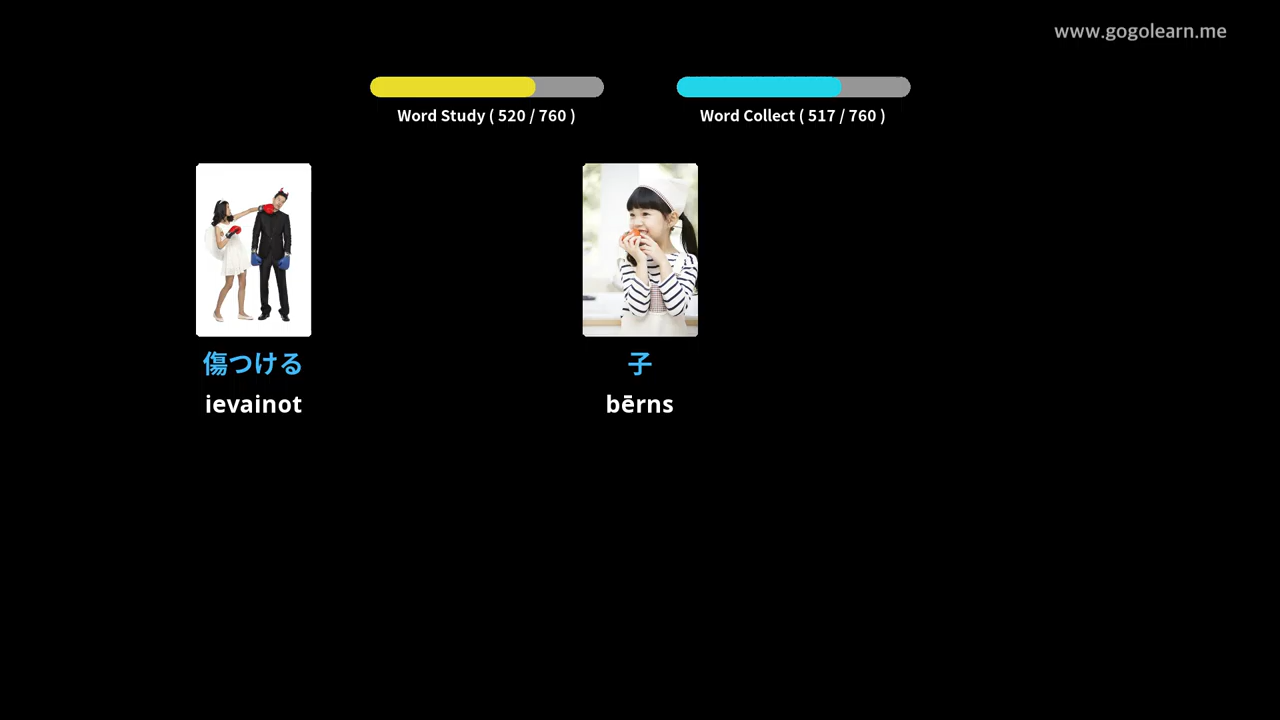 www.gogolearn.me
Word Study ( 520 / 760 )
Word Collect ( 517 / 760 )
傷つける
ievainot
子
bērns